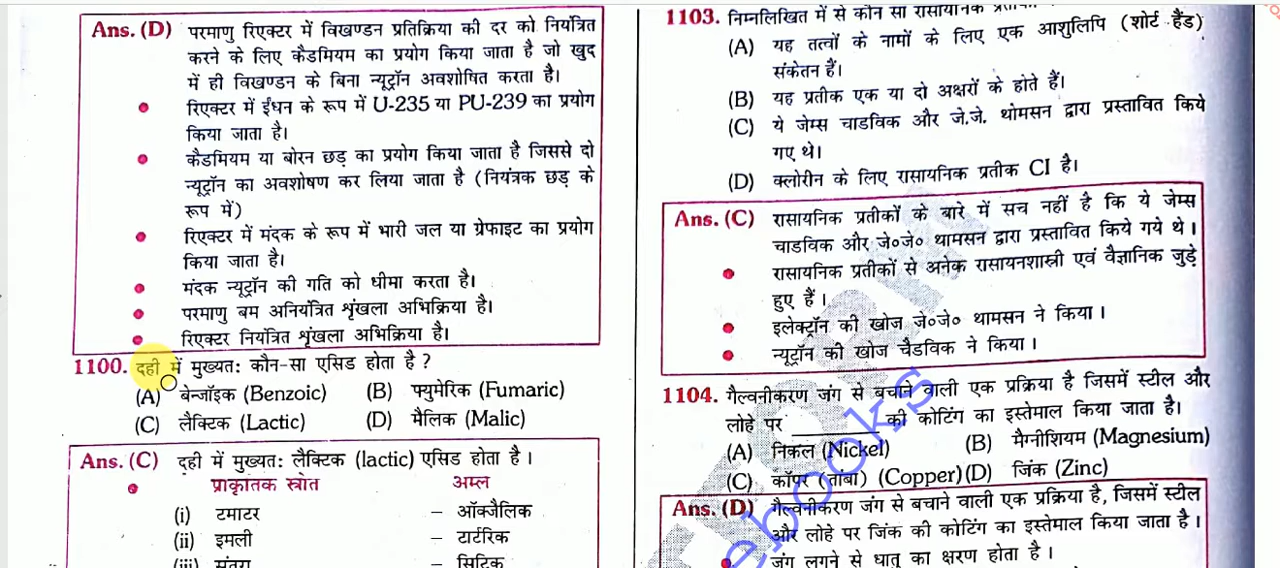 Ans. (D) परमाणु रिएक्टर में विखण्डन प्रतिक्रिया की दर को नियंत्रित
करने के लिए कैडमियम का प्रयोग किया जाता है जो खुद
में ही विखण्डन के बिना न्यूट्रॉन अवशोषित करता है।
● रिएक्टर में ईंधन के रूप में U-235 या PU-239 का प्रयोग
किया जाता है।
● कैडमियम या बोरन छड़ का प्रयोग किया जाता है जिससे दो
न्यूट्रॉन का अवशोषण कर लिया जाता है (नियंत्रक छड़ के
रूप में)
● रिएक्टर में मंदक के रूप में भारी जल या ग्रेफाइट का प्रयोग
किया जाता है।
● मंदक न्यूट्रॉन की गति को धीमा करता है।
● परमाणु बम अनियंत्रित शृंखला अभिक्रिया है।
● रिएक्टर नियंत्रित शृंखला अभिक्रिया है।
1100. दही में मुख्यत: कौन-सा एसिड होता है ?
(A) बेन्जॉइक (Benzoic) (B) फ्युमेरिक (Fumaric)
(C) लैक्टिक (Lactic) (D) मैलिक (Malic)
Ans. (C) दही में मुख्यत: लैक्टिक (lactic) एसिड होता है ।
● प्राकृतिक स्त्रोत अम्ल
(i) टमाटर – ऑक्जैलिक
(ii) इमली – टार्टरिक
(iii) संतरा – सिट्रिक
1103. निम्नलिखित में से कौन सा रासायनिक
(A) यह तत्वों के नामों के लिए एक आशुलिपि (शोर्ट हैंड)
संकेतन हैं।
(B) यह प्रतीक एक या दो अक्षरों के होते हैं।
(C) ये जेम्स चाडविक और जे.जे. थोमसन द्वारा प्रस्तावित किये
गए थे।
(D) क्लोरीन के लिए रासायनिक प्रतीक CI है।
Ans. (C) रासायनिक प्रतीकों के बारे में सच नहीं है कि ये जेम्स
चाडविक और जे०जे० थामसन द्वारा प्रस्तावित किये गये थे ।
● रासायनिक प्रतीकों से अनेक रासायनशास्त्री एवं वैज्ञानिक जुड़े
हुए हैं ।
● इलेक्ट्रॉन की खोज जे०जे० थामसन ने किया ।
● न्यूट्रॉन की खोज चैडविक ने किया ।
1104. गैल्वनीकरण जंग से बचाने वाली एक प्रक्रिया है जिसमें स्टील और
लोहे पर ________ की कोटिंग का इस्तेमाल किया जाता है।
(A) निकल (Nickel) (B) मैग्नीशियम (Magnesium)
(C) कॉपर (तांबा) (Copper) (D) जिंक (Zinc)
Ans. (D) गैल्वनीकरण जंग से बचाने वाली एक प्रक्रिया है, जिसमें स्टील
और लोहे पर जिंक की कोटिंग का इस्तेमाल किया जाता है ।
● जंग लगने से धातु का क्षरण होता है ।
ebooks